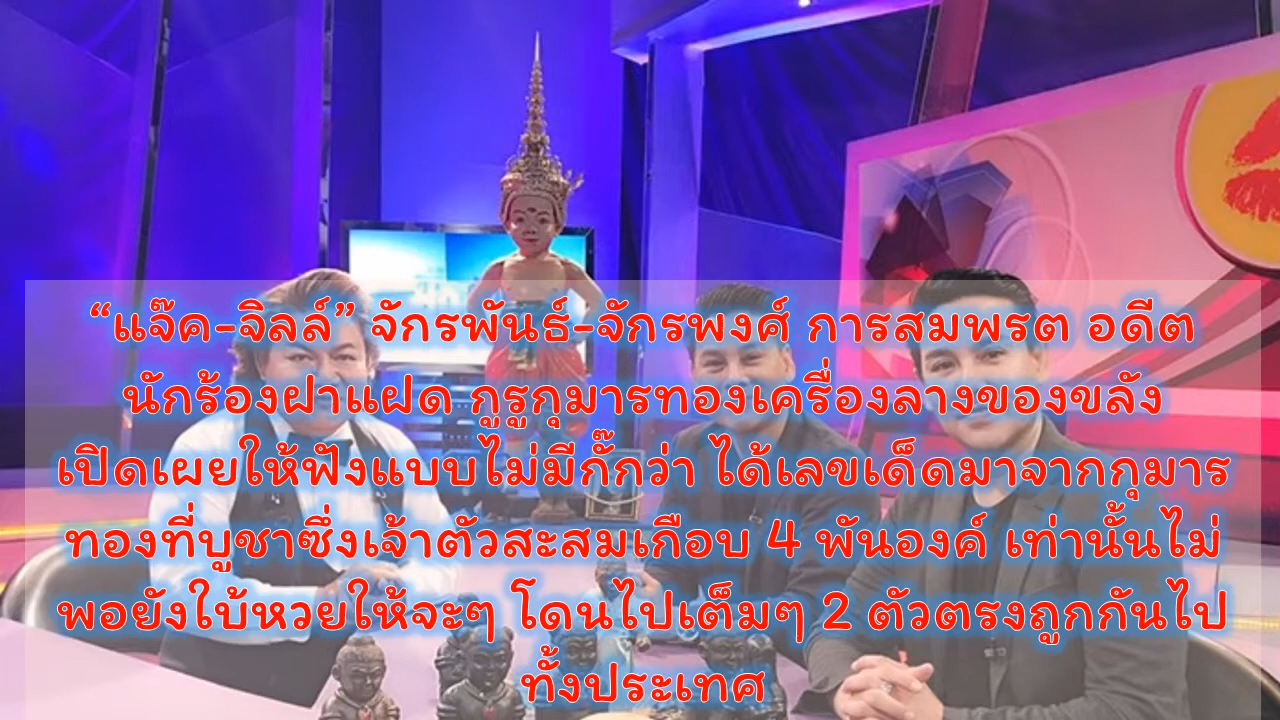 “แจ๊ค-จิลล์” จักรพันธ์-จักรพงศ์ การสมพรต อดีต
นักร้องฝาแฝด กูรูกุมารทองเครื่องลางของขลัง
เปิดเผยให้ฟังแบบไม่มีกั๊กว่า ได้เลขเด็ดมาจากกุมาร
ทองที่บูชาซึ่งเจ้าตัวสะสมเกือบ 4 พันองค์ เท่านั้นไม่
พอยังใบ้หวยให้จะๆ โดนไปเต็มๆ 2 ตัวตรงถูกกันไป
ทั้งประเทศ